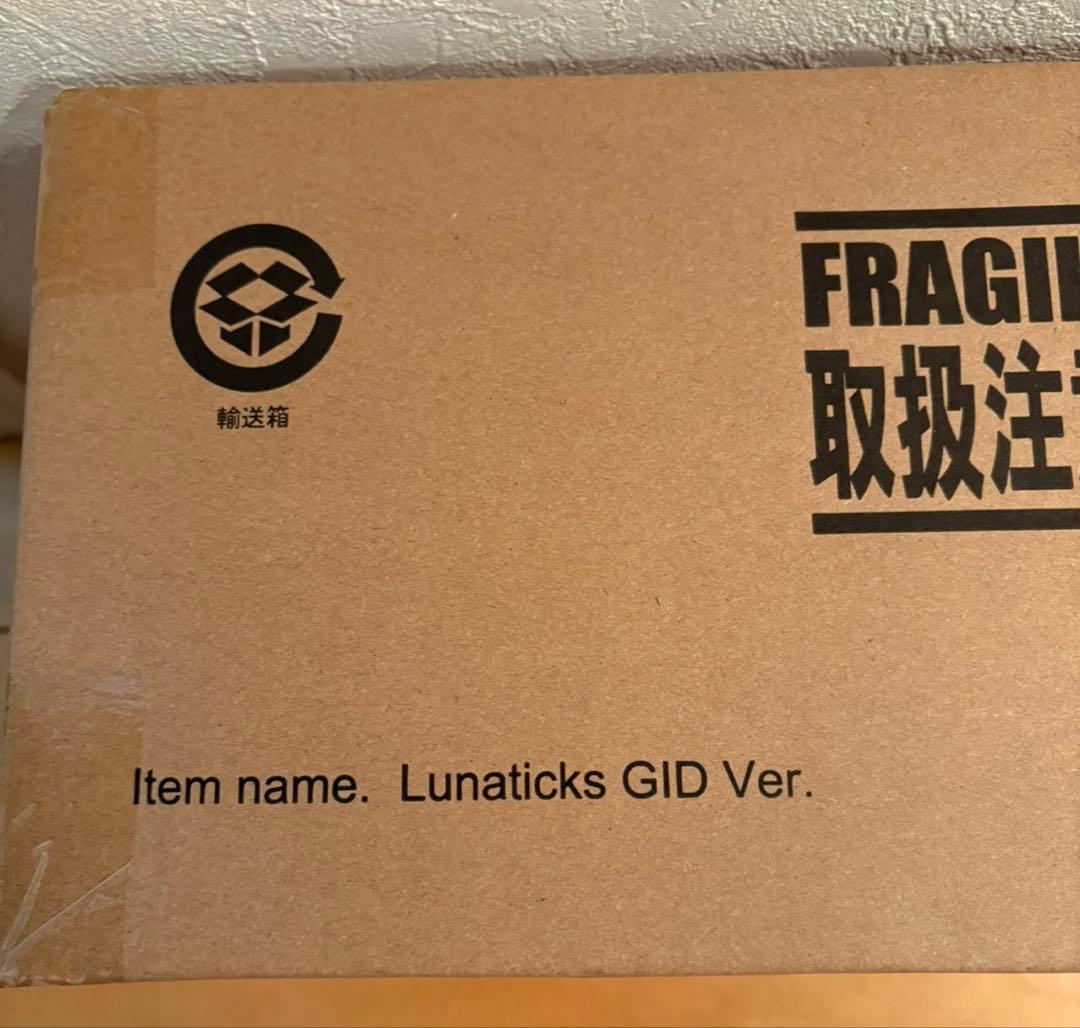 輸送箱
FRAGI
取扱注
Item name. Lunaticks GID Ver.